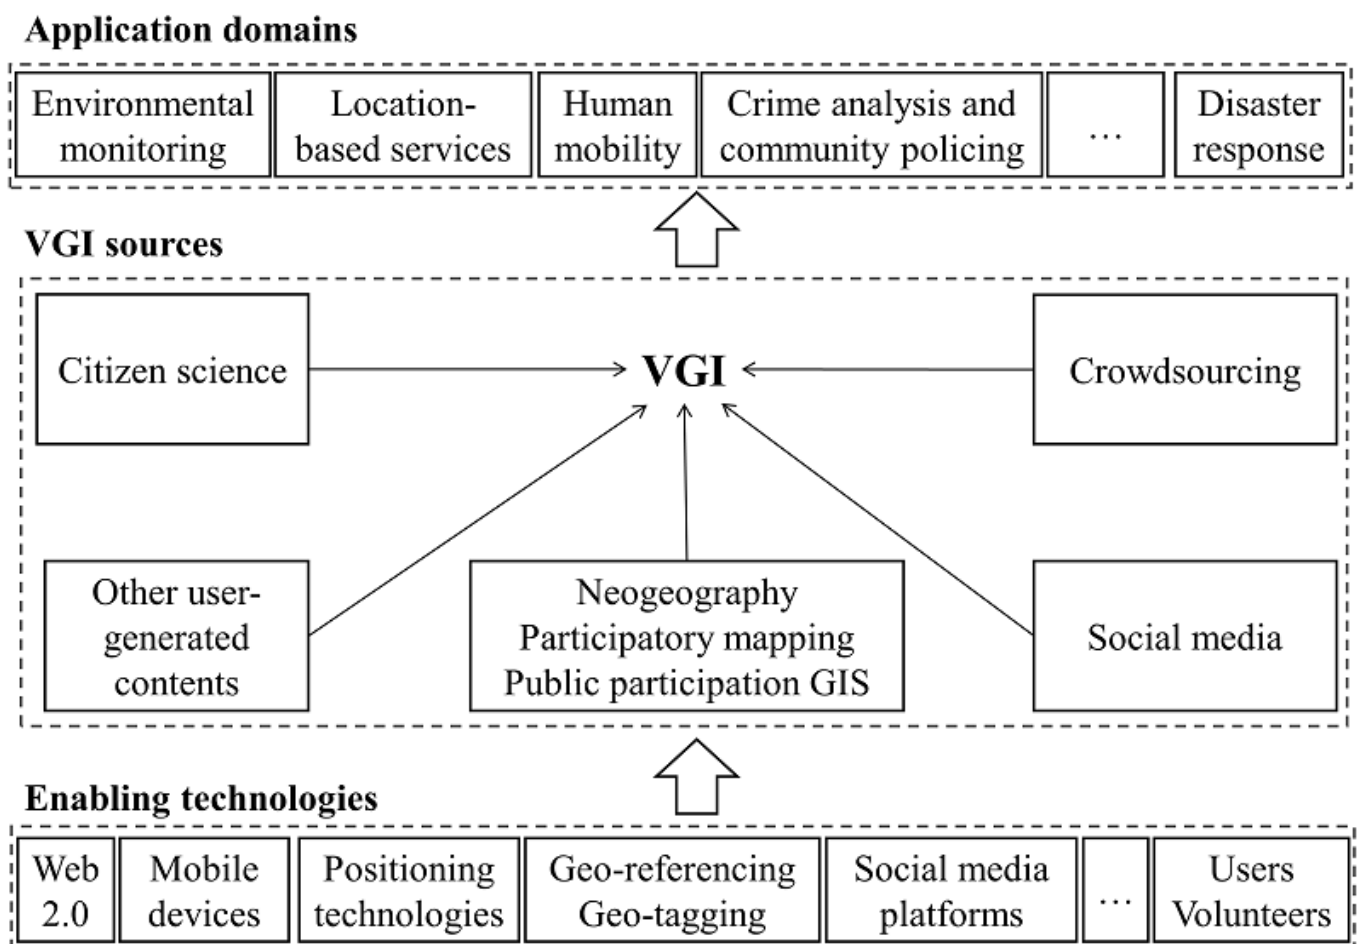 Application domains
Environmental
monitoring
Location-
based services
Human
mobility
Crime analysis and
community policing
...
Disaster
response
VGI sources
Citizen science
VGI
Crowdsourcing
Other user-
generated
contents
Neogeography
Participatory mapping
Public participation GIS
Social media
Enabling technologies
Web
2.0
Mobile
devices
Positioning
technologies
Geo-referencing
Geo-tagging
Social media
platforms
...
Users
Volunteers